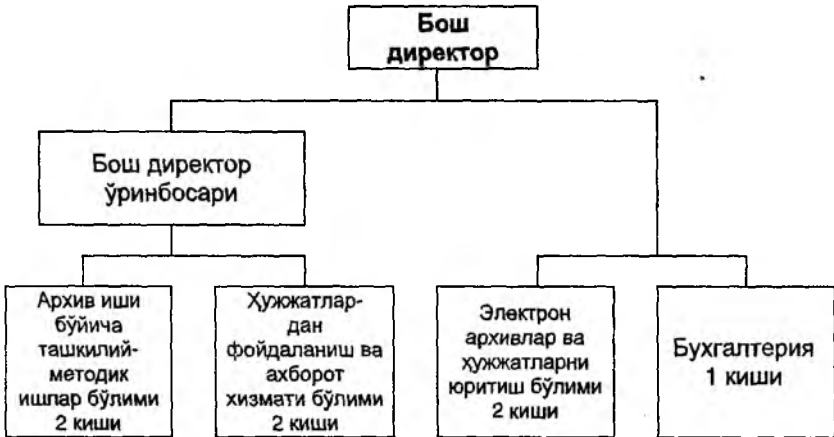 Бош
директор
Бош директор
ўринбосари
Архив иши
бўйича
ташкилий-
методик
ишлар бўлими
2 киши
Ҳужжатлар-
дан
фойдаланиш ва
ахборот
хизмати бўлими
2 киши
Электрон
архивлар ва
ҳужжатларни
юритиш бўлими
2 киши
Бухгалтерия
1 киши